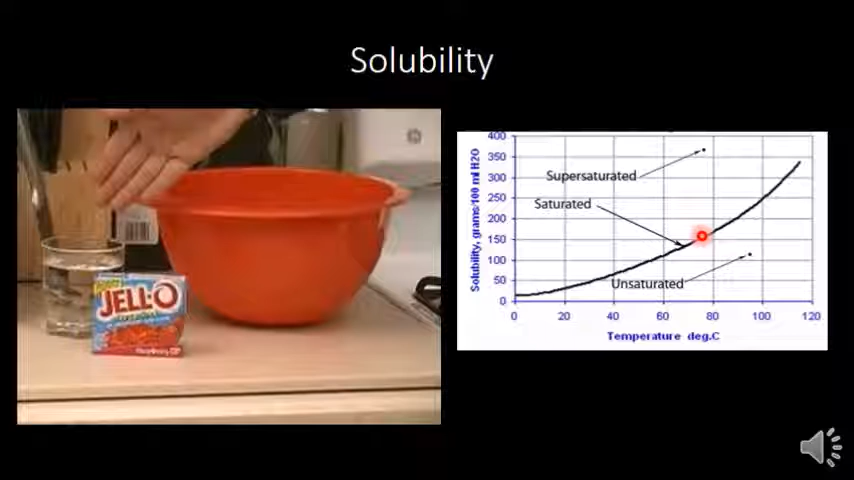 Solubility
JELL-O
Solubility, grams/100 ml H2O
400
350
300
250
200
150
100
50
0
Supersaturated
Saturated
Unsaturated
0 20 40 60 80 100 120
Temperature deg.C